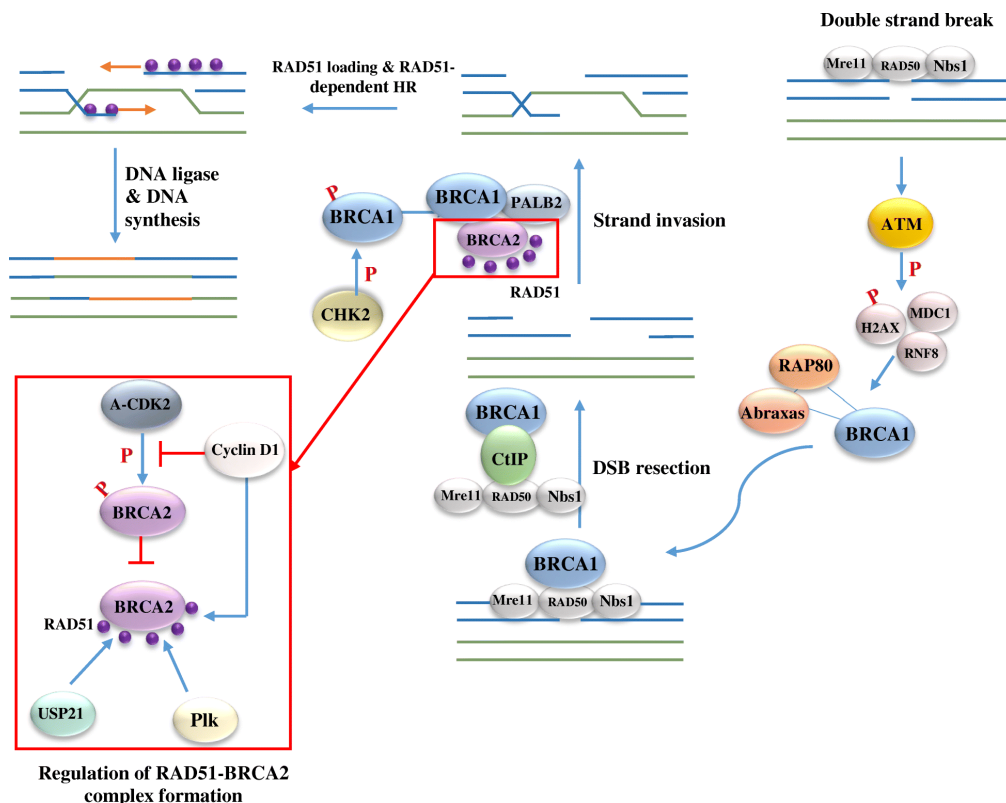 Double strand break
Mre11
RAD50
Nbs1
RAD51 loading & RAD51-
dependent HR
DNA ligase
& DNA
synthesis
P
BRCA1
BRCA1
PALB2
BRCA2
RAD51
P
CHK2
Strand invasion
ATM
P
P
H2AX
MDC1
RNF8
RAP80
Abraxas
BRCA1
BRCA1
CtIP
Mre11
RAD50
Nbs1
DSB resection
BRCA1
Mre11
RAD50
Nbs1
A-CDK2
P
Cyclin D1
P
BRCA2
BRCA2
RAD51
USP21
Plk
Regulation of RAD51-BRCA2
complex formation